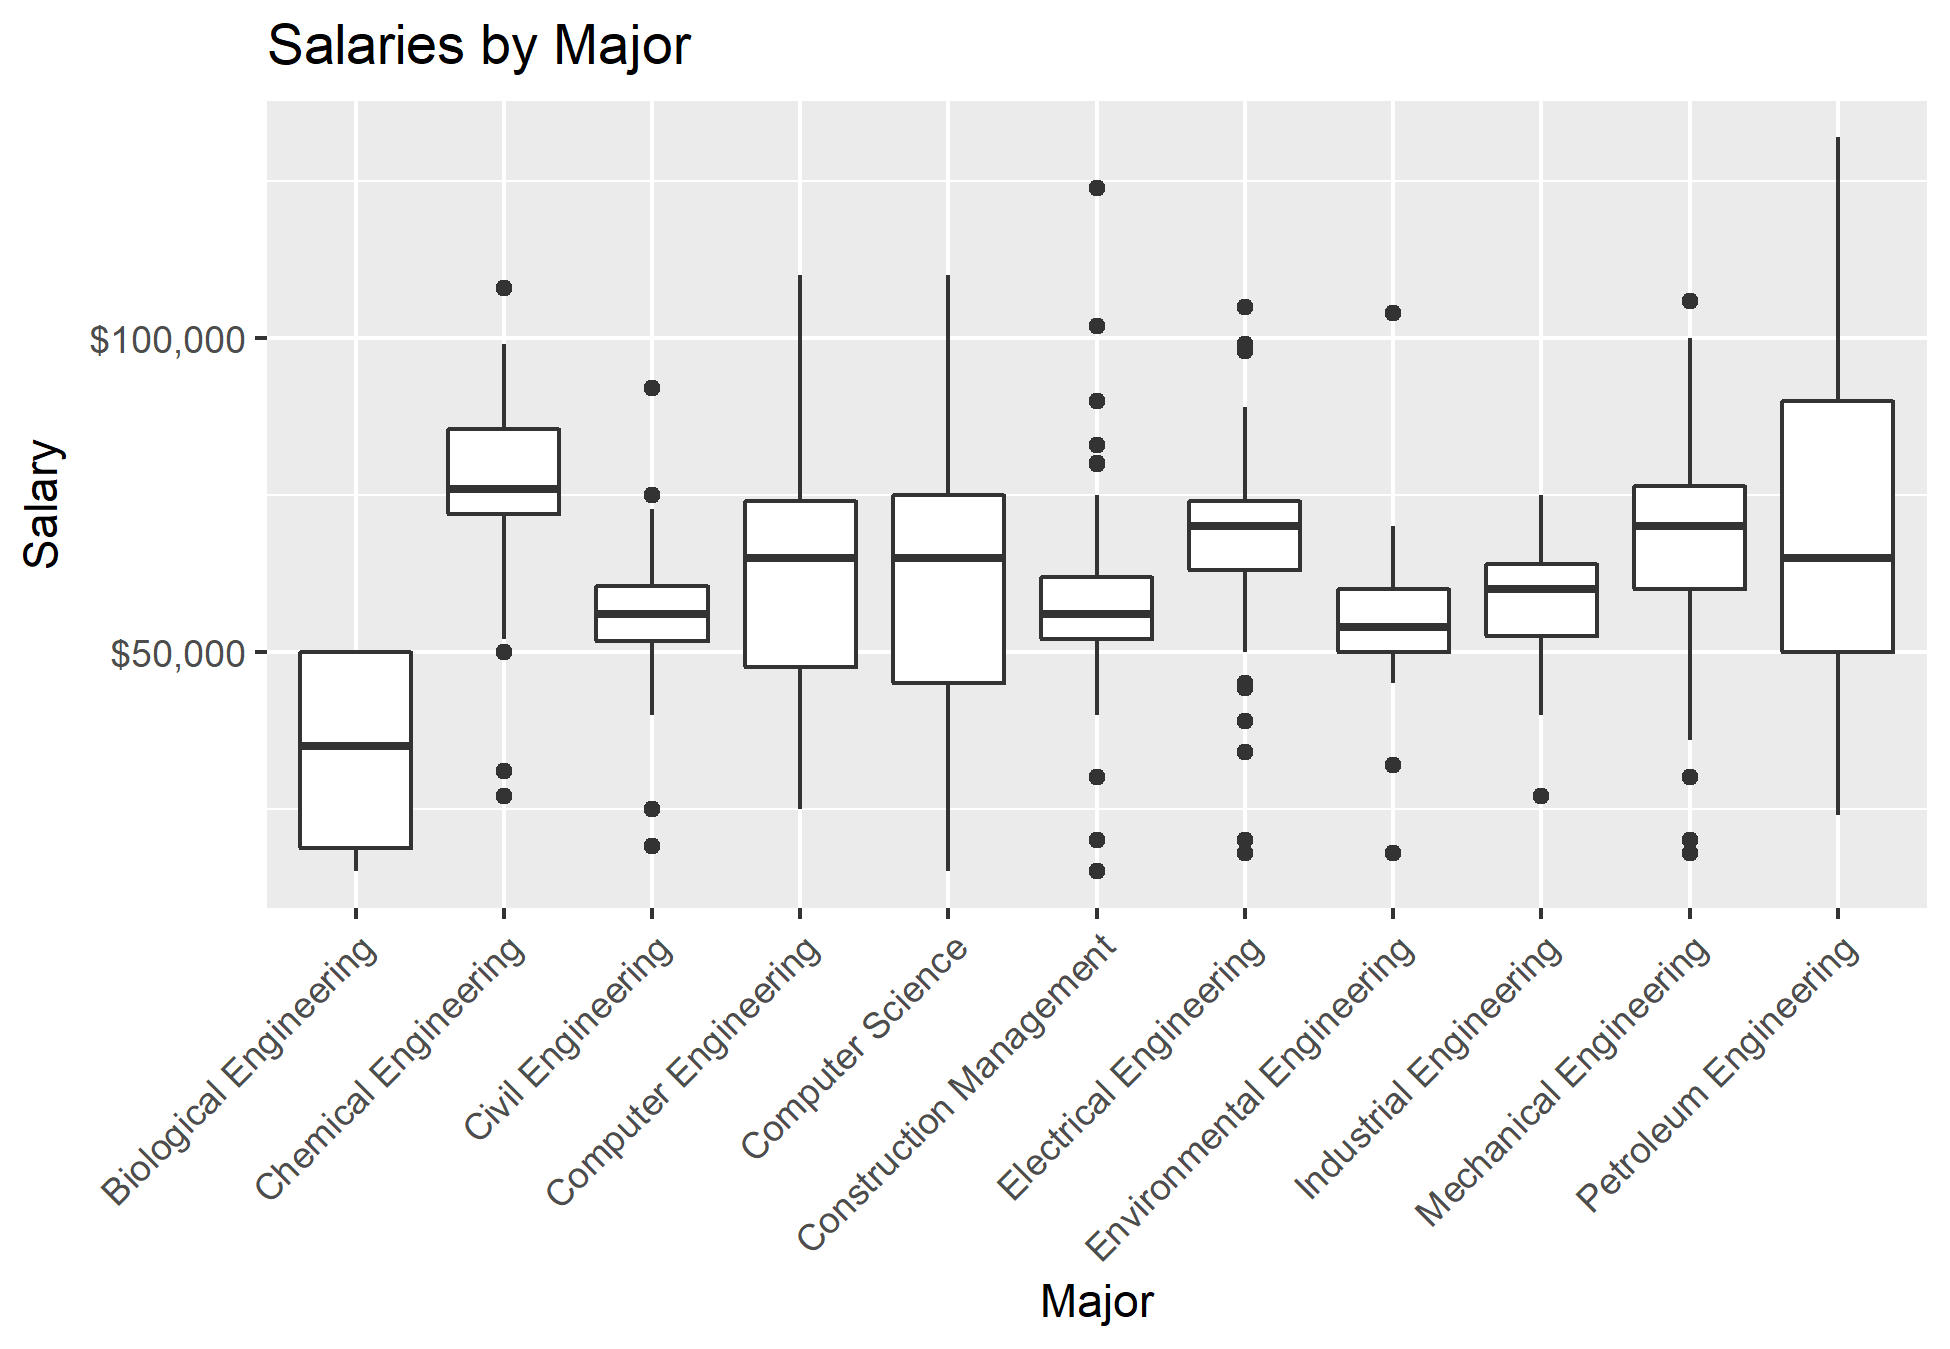 Salaries by Major
Salary
$100,000
$50,000
Biological Engineering
Chemical Engineering
Civil Engineering
Computer Engineering
Computer Science
Construction Management
Electrical Engineering
Environmental Engineering
Industrial Engineering
Mechanical Engineering
Petroleum Engineering
Major